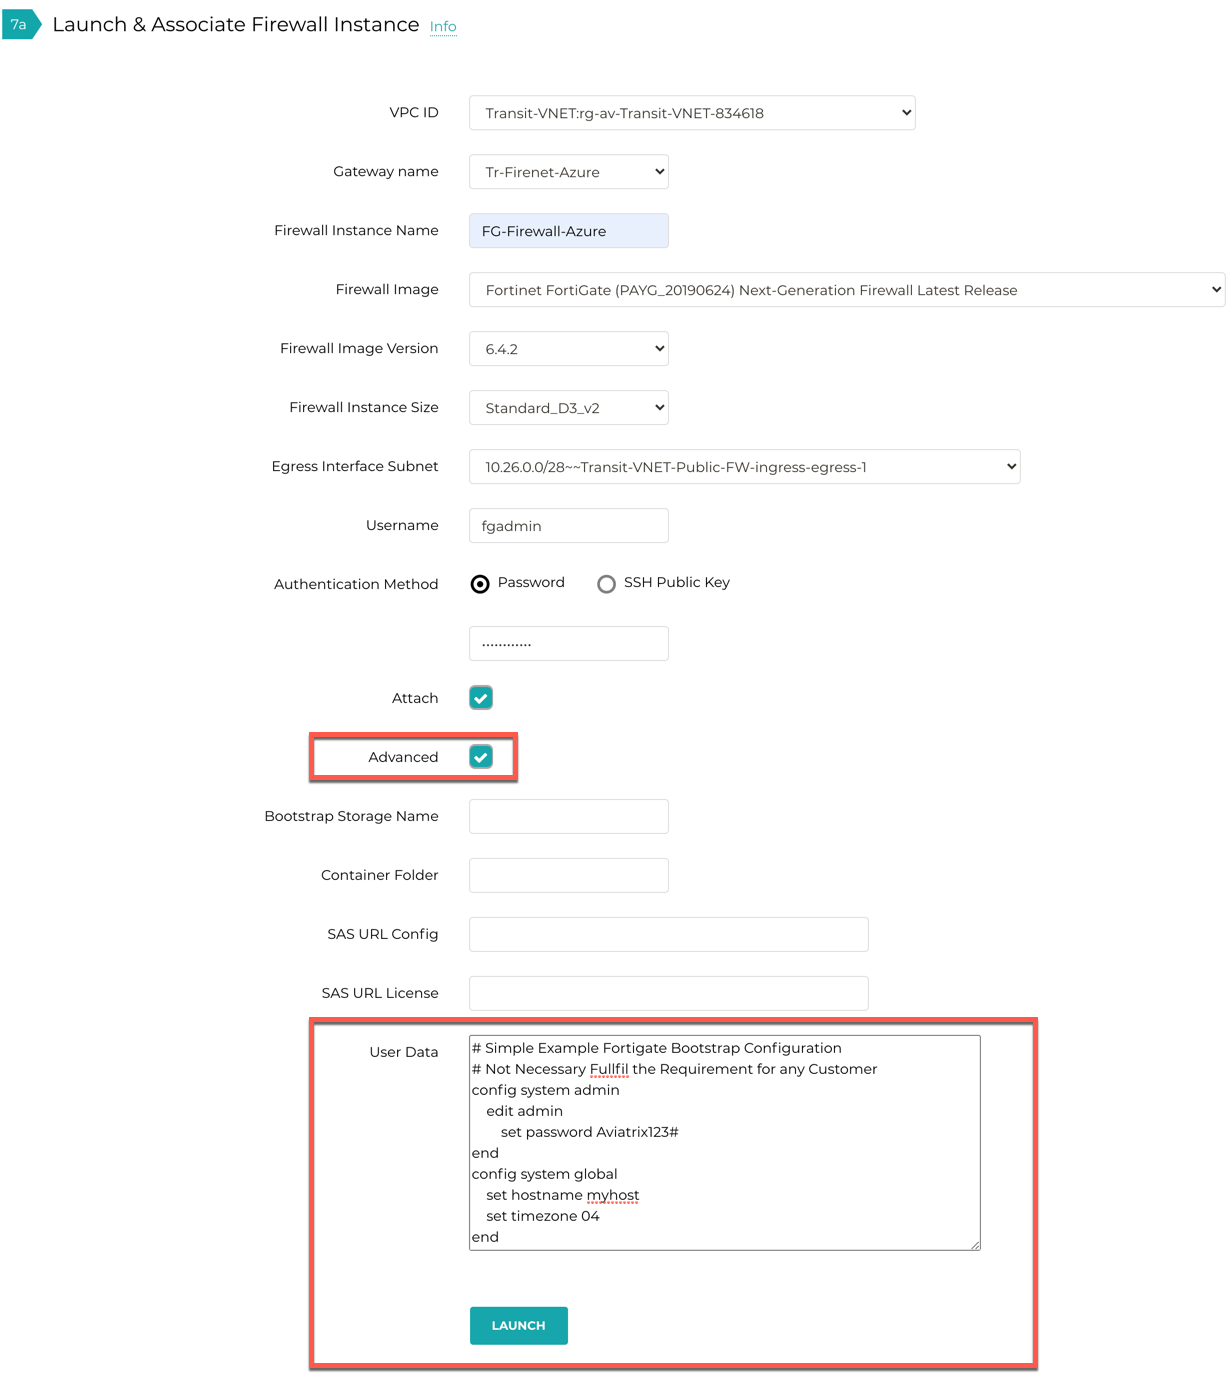 7a Launch & Associate Firewall Instance Info
VPC ID Transit-VNET:rg-av-Transit-VNET-834618
Gateway name Tr-Firenet-Azure
Firewall Instance Name FG-Firewall-Azure
Firewall Image Fortinet FortiGate (PAYG_20190624) Next-Generation Firewall Latest Release
Firewall Image Version 6.4.2
Firewall Instance Size Standard_D3_v2
Egress Interface Subnet 10.26.0.0/28~~Transit-VNET-Public-FW-ingress-egress-1
Username fgadmin
Authentication Method Password SSH Public Key
............
Attach
Advanced
Bootstrap Storage Name
Container Folder
SAS URL Config
SAS URL License
User Data
# Simple Example Fortigate Bootstrap Configuration
# Not Necessary Fullfil the Requirement for any Customer
config system admin
edit admin
set password Aviatrix123#
end
config system global
set hostname myhost
set timezone 04
end
LAUNCH